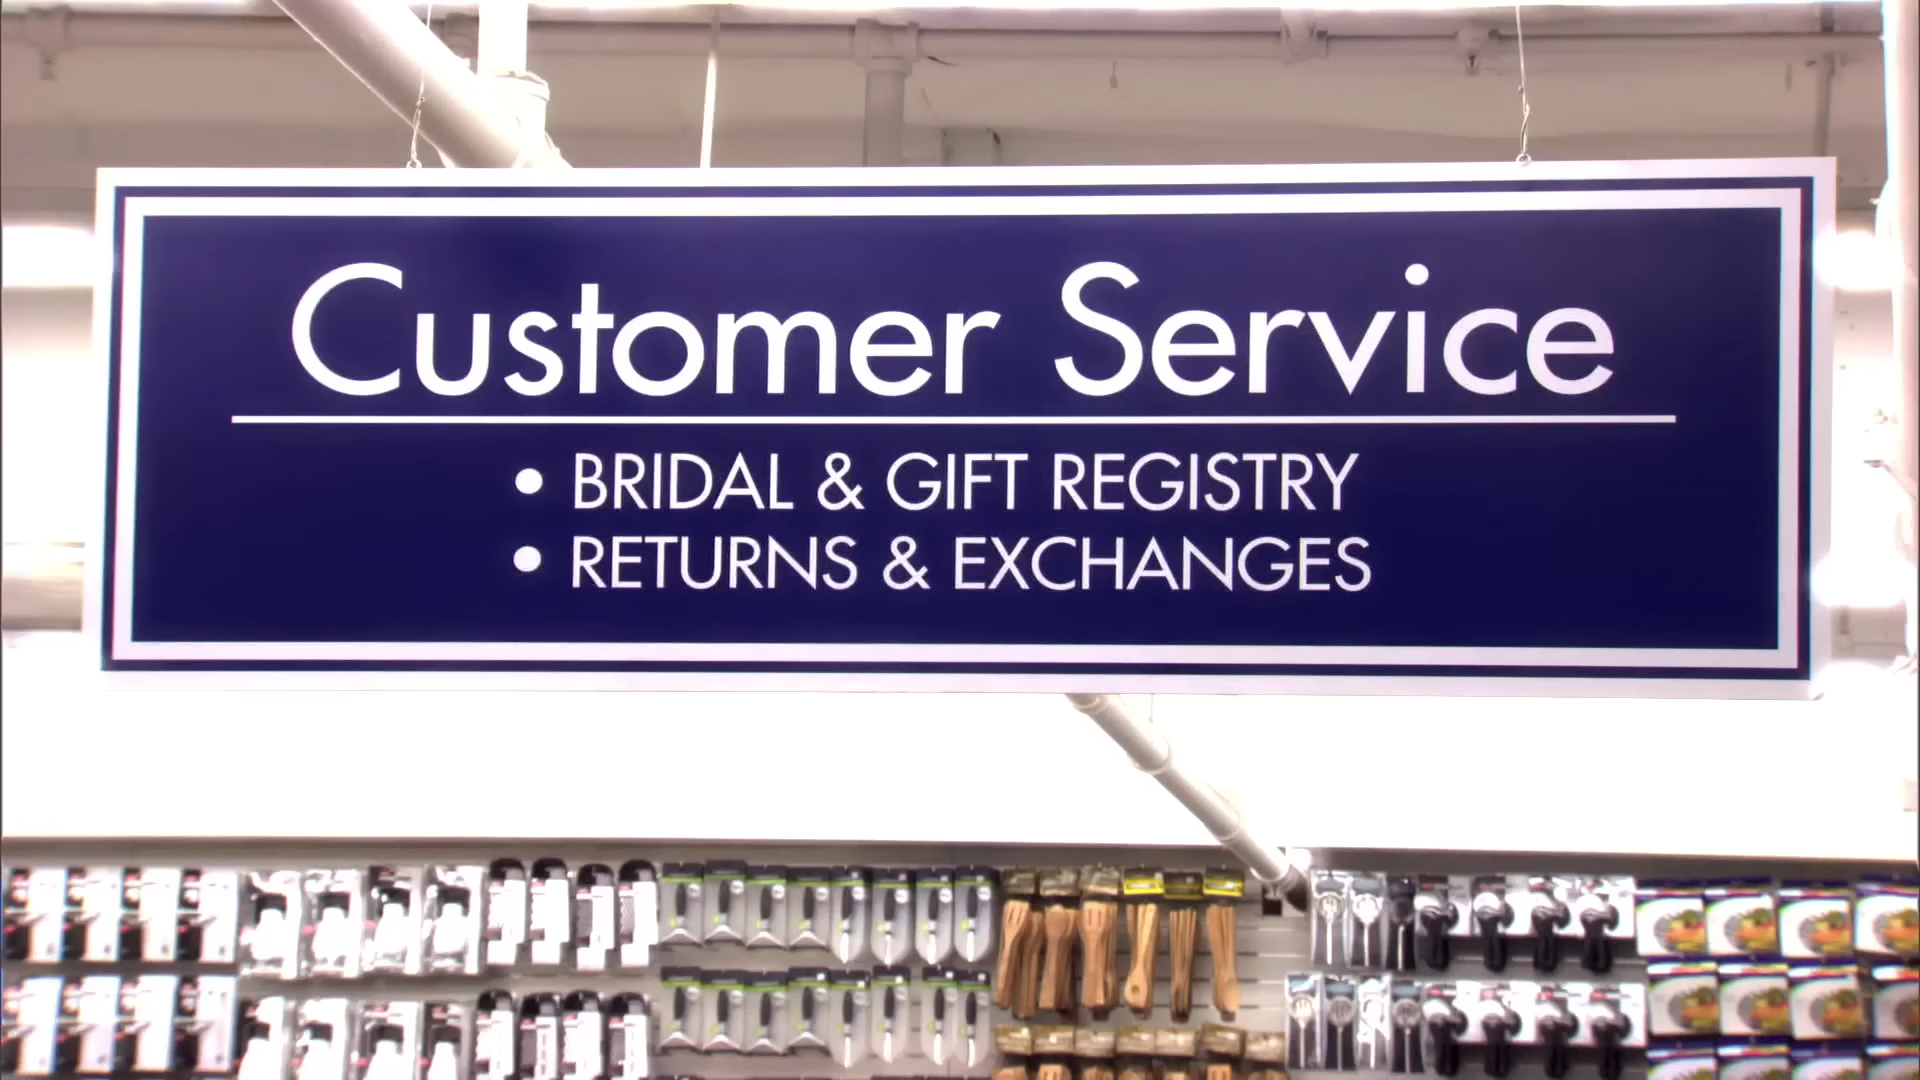 Customer Service
• BRIDAL & GIFT REGISTRY
• RETURNS & EXCHANGES